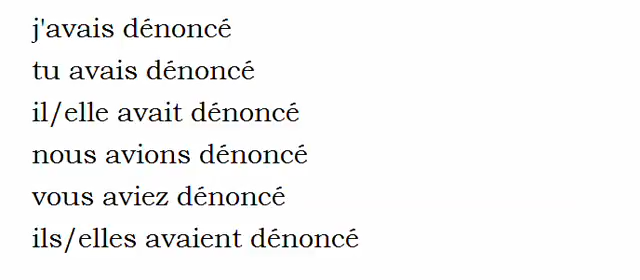 j'avais dénoncé
tu avais dénoncé
il/elle avait dénoncé
nous avions dénoncé
vous aviez dénoncé
ils/elles avaient dénoncé